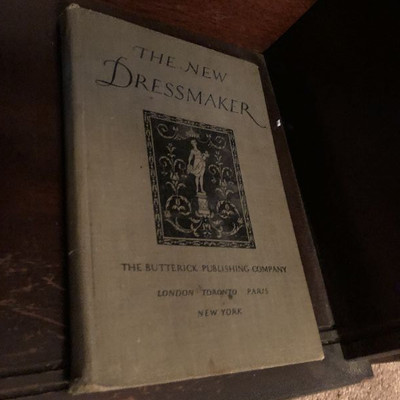 THE NEW
DRESSMAKER
THE BUTTERICK PUBLISHING COMPANY
LONDON TORONTO PARIS
NEW YORK